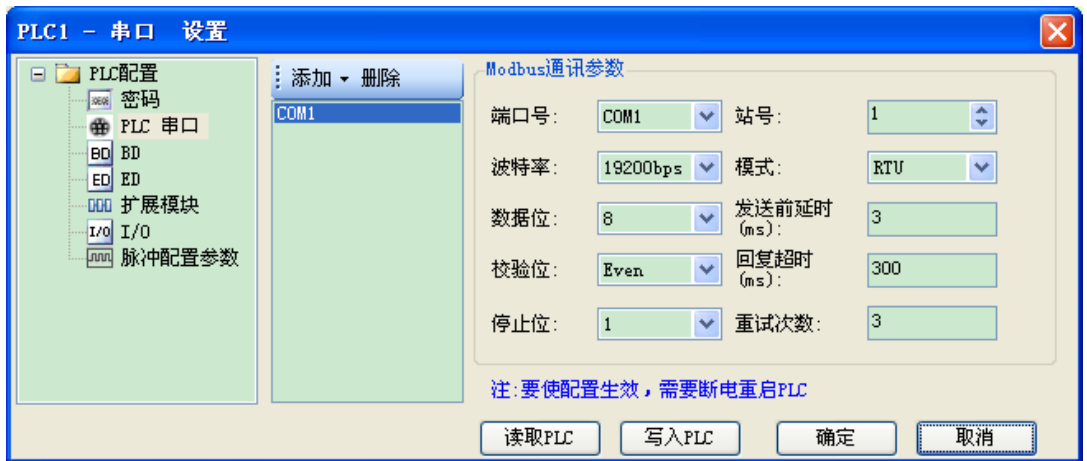 PLC1 - 串口 设置
PLC配置
密码
PLC 串口
BD BD
ED ED
扩展模块
I/O I/O
脉冲配置参数
添加 删除
COM1
Modbus通讯参数
端口号: COM1 站号: 1
波特率: 19200bps 模式: RTU
数据位: 8 发送前延时(ms): 3
校验位: Even 回复超时(ms): 300
停止位: 1 重试次数: 3
注:要使配置生效，需要断电重启PLC
读取PLC 写入PLC 确定 取消